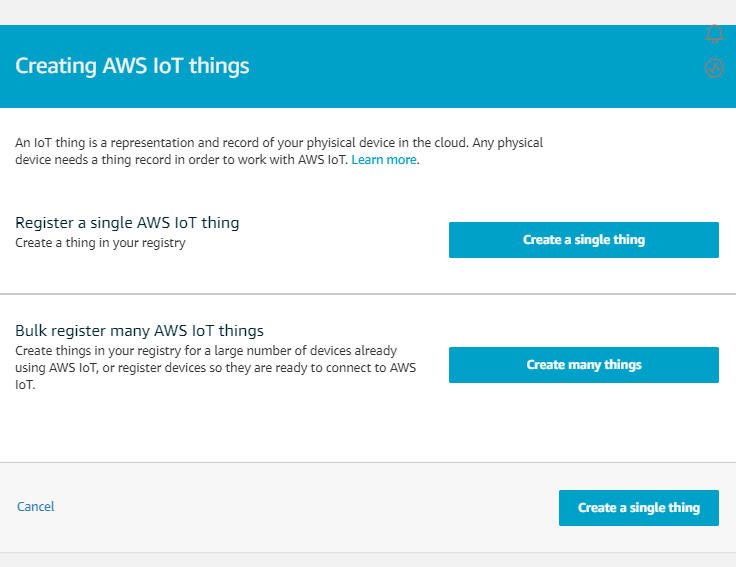 Creating AWS IoT things
An IoT thing is a representation and record of your phyisical device in the cloud. Any physical
device needs a thing record in order to work with AWS IoT. Learn more.
Register a single AWS IoT thing
Create a thing in your registry
Create a single thing
Bulk register many AWS IoT things
Create things in your registry for a large number of devices already
using AWS IoT, or register devices so they are ready to connect to AWS
IoT.
Create many things
Cancel
Create a single thing